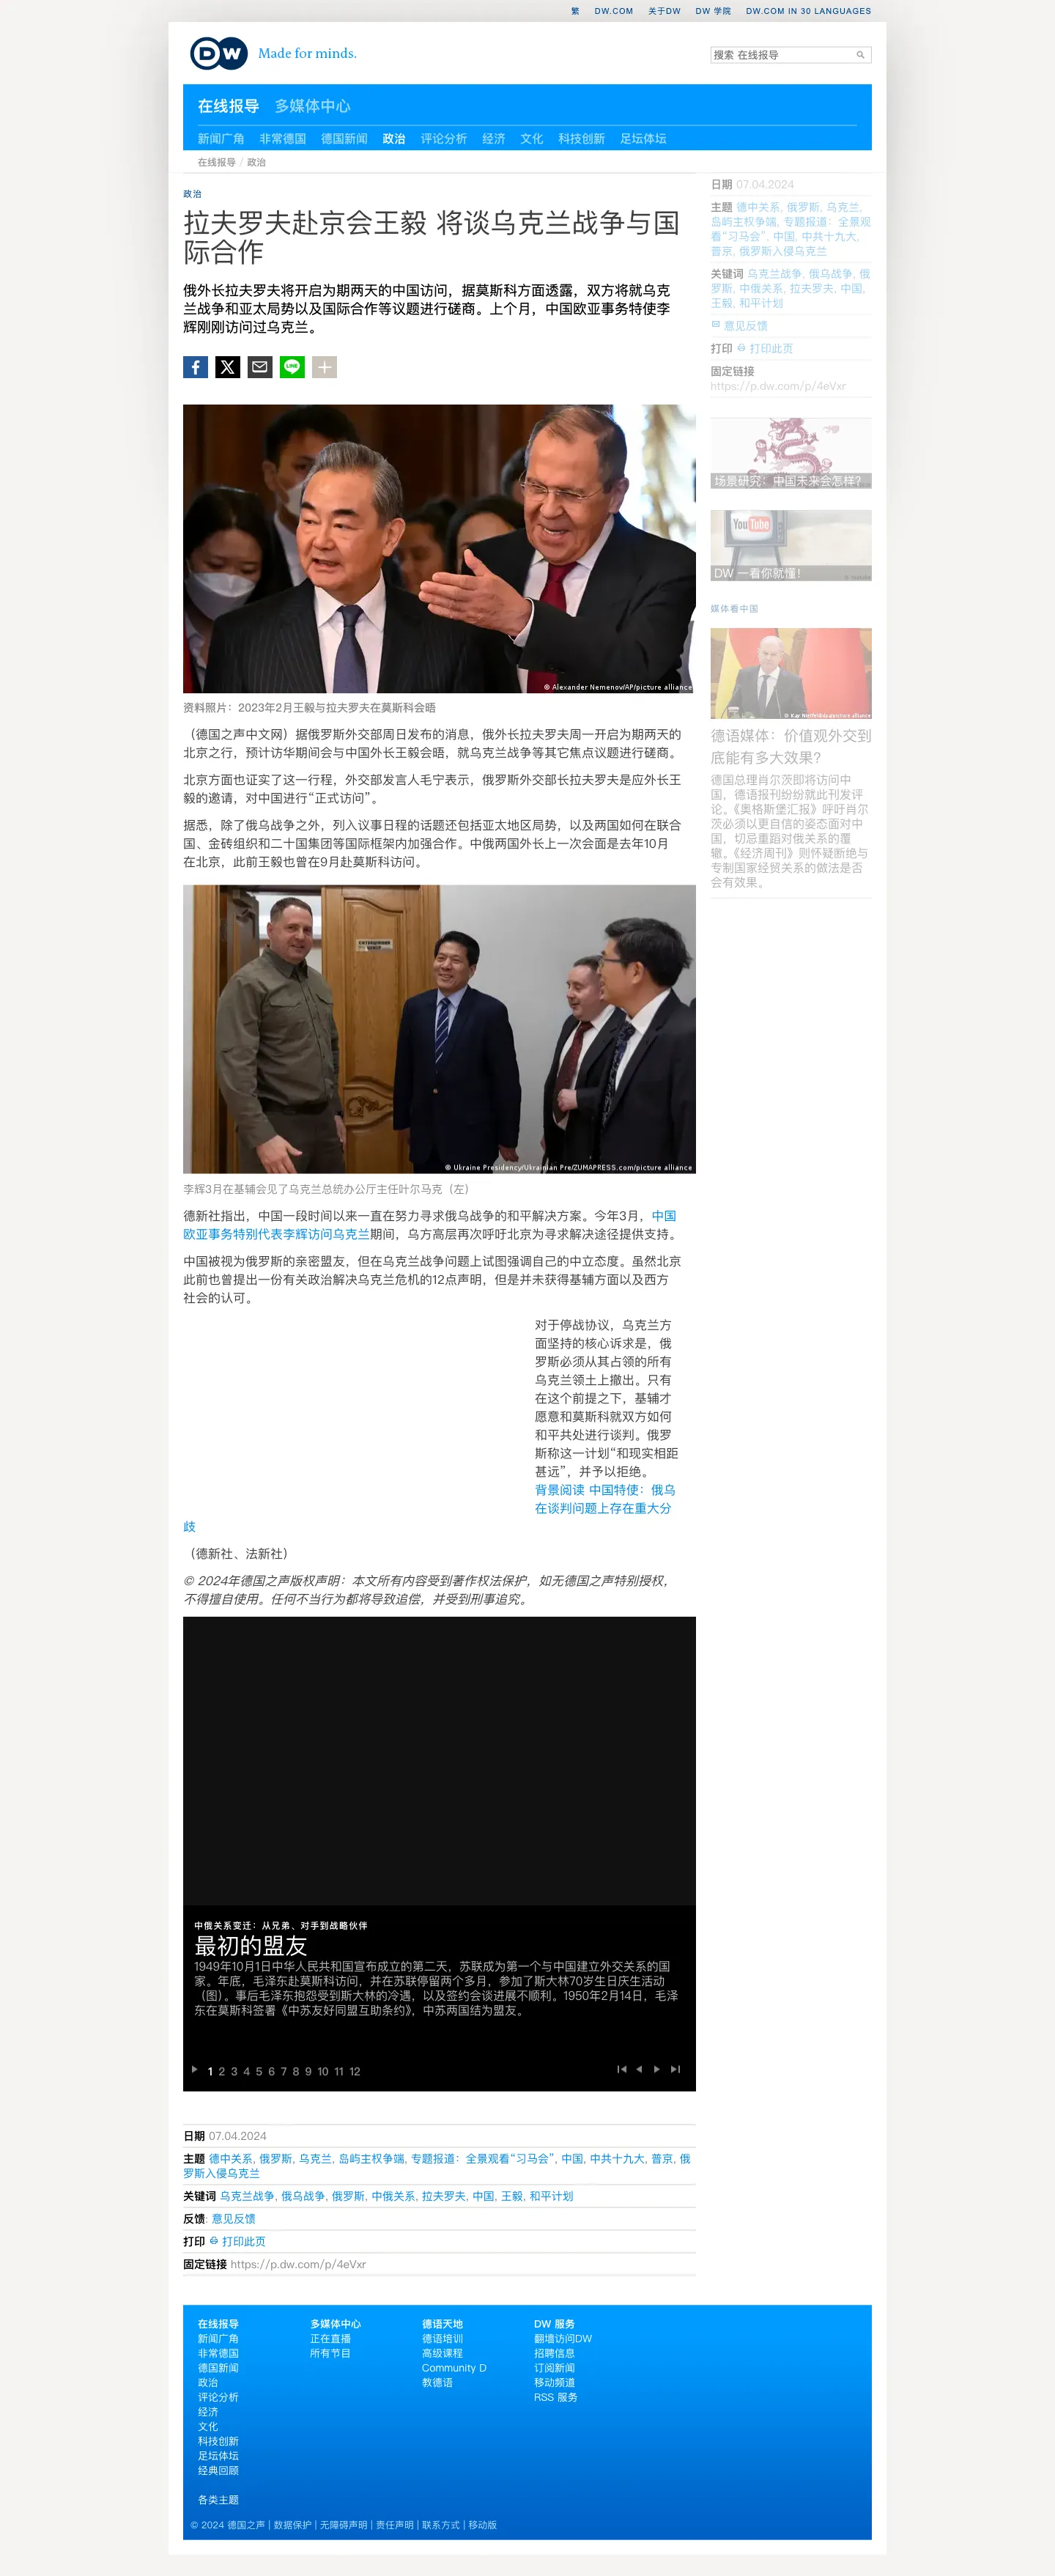 繁 DW.COM 关于DW DW 学院 DW.COM IN 30 LANGUAGES
DW Made for minds.
搜索 在线报导
在线报导 多媒体中心
新闻广角 非常德国 德国新闻 政治 评论分析 经济 文化 科技创新 足坛体坛
在线报导 / 政治
政治
拉夫罗夫赴京会王毅 将谈乌克兰战争与国
际合作
俄外长拉夫罗夫将开启为期两天的中国访问，据莫斯科方面透露，双方将就乌克
兰战争和亚太局势以及国际合作等议题进行磋商。上个月，中国欧亚事务特使李
辉刚刚访问过乌克兰。
LINE
© Alexander Nemenov/AP/picture alliance
资料照片：2023年2月王毅与拉夫罗夫在莫斯科会晤
（德国之声中文网）据俄罗斯外交部周日发布的消息，俄外长拉夫罗夫周一开启为期两天的
北京之行，预计访华期间会与中国外长王毅会晤，就乌克兰战争等其它焦点议题进行磋商。
北京方面也证实了这一行程，外交部发言人毛宁表示，俄罗斯外交部长拉夫罗夫是应外长王
毅的邀请，对中国进行“正式访问”。
据悉，除了俄乌战争之外，列入议事日程的话题还包括亚太地区局势，以及两国如何在联合
国、金砖组织和二十国集团等国际框架内加强合作。中俄两国外长上一次会面是去年10月
在北京，此前王毅也曾在9月赴莫斯科访问。
© Ukraine Presidency/Ukrainian Pre/ZUMAPRESS.com/picture alliance
李辉3月在基辅会见了乌克兰总统办公厅主任叶尔马克（左）
德新社指出，中国一段时间以来一直在努力寻求俄乌战争的和平解决方案。今年3月，中国
欧亚事务特别代表李辉访问乌克兰期间，乌方高层再次呼吁北京为寻求解决途径提供支持。
中国被视为俄罗斯的亲密盟友，但在乌克兰战争问题上试图强调自己的中立态度。虽然北京
此前也曾提出一份有关政治解决乌克兰危机的12点声明，但是并未获得基辅方面以及西方
社会的认可。
对于停战协议，乌克兰方
面坚持的核心诉求是，俄
罗斯必须从其占领的所有
乌克兰领土上撤出。只有
在这个前提之下，基辅才
愿意和莫斯科就双方如何
和平共处进行谈判。俄罗
斯称这一计划“和现实相距
甚远”，并予以拒绝。
背景阅读 中国特使：俄乌
在谈判问题上存在重大分
歧
（德新社、法新社）
© 2024年德国之声版权声明：本文所有内容受到著作权法保护，如无德国之声特别授权，
不得擅自使用。任何不当行为都将导致追偿，并受到刑事追究。
中俄关系变迁：从兄弟、对手到战略伙伴
最初的盟友
1949年10月1日中华人民共和国宣布成立的第二天，苏联成为第一个与中国建立外交关系的国
家。年底，毛泽东赴莫斯科访问，并在苏联停留两个多月，参加了斯大林70岁生日庆生活动
（图）。事后毛泽东抱怨受到斯大林的冷遇，以及签约会谈进展不顺利。1950年2月14日，毛泽
东在莫斯科签署《中苏友好同盟互助条约》，中苏两国结为盟友。
1 2 3 4 5 6 7 8 9 10 11 12
日期 07.04.2024
主题 德中关系, 俄罗斯, 乌克兰, 岛屿主权争端, 专题报道：全景观看“习马会”, 中国, 中共十九大, 普京, 俄
罗斯入侵乌克兰
关键词 乌克兰战争, 俄乌战争, 俄罗斯, 中俄关系, 拉夫罗夫, 中国, 王毅, 和平计划
反馈: 意见反馈
打印 打印此页
固定链接 https://p.dw.com/p/4eVxr
日期 07.04.2024
主题 德中关系, 俄罗斯, 乌克兰,
岛屿主权争端, 专题报道：全景观
看“习马会”, 中国, 中共十九大,
普京, 俄罗斯入侵乌克兰
关键词 乌克兰战争, 俄乌战争, 俄
罗斯, 中俄关系, 拉夫罗夫, 中国,
王毅, 和平计划
意见反馈
打印 打印此页
固定链接
https://p.dw.com/p/4eVxr
场景研究：中国未来会怎样？
YouTube
DW 一看你就懂！
媒体看中国
© Kay Nietfeld/dpa/picture alliance
德语媒体：价值观外交到
底能有多大效果？
德国总理肖尔茨即将访问中
国，德语报刊纷纷就此刊发评
论。《奥格斯堡汇报》呼吁肖尔
茨必须以更自信的姿态面对中
国，切忌重蹈对俄关系的覆
辙。《经济周刊》则怀疑断绝与
专制国家经贸关系的做法是否
会有效果。
在线报导
新闻广角
非常德国
德国新闻
政治
评论分析
经济
文化
科技创新
足坛体坛
经典回顾
各类主题
多媒体中心
正在直播
所有节目
德语天地
德语培训
高级课程
Community D
教德语
DW 服务
翻墙访问DW
招聘信息
订阅新闻
移动频道
RSS 服务
© 2024 德国之声 | 数据保护 | 无障碍声明 | 责任声明 | 联系方式 | 移动版